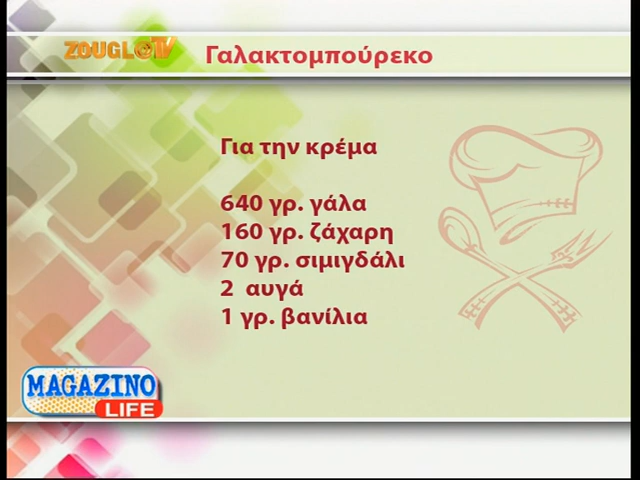 ZOUGL@TV
Γαλακτομπούρεκο
Για την κρέμα
640 γρ. γάλα
160 γρ. ζάχαρη
70 γρ. σιμιγδάλι
2 αυγά
1 γρ. βανίλια
MAGAZINO
LIFE